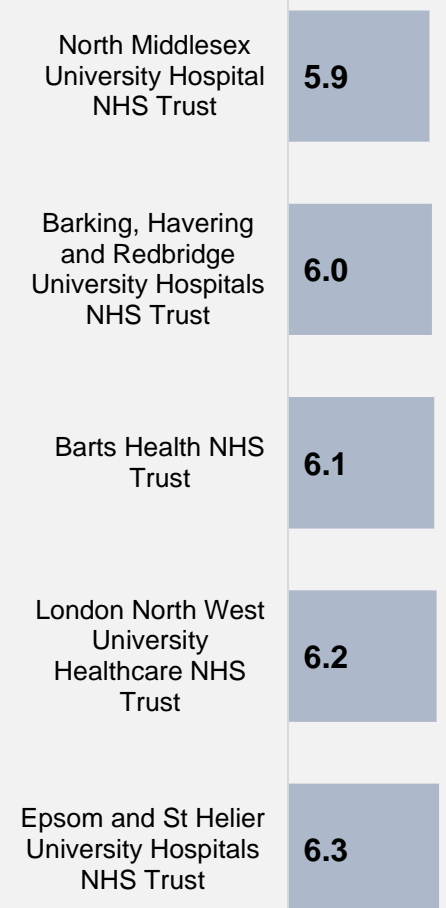 North Middlesex
University Hospital
NHS Trust
5.9
Barking, Havering
and Redbridge
University Hospitals
NHS Trust
6.0
Barts Health NHS
Trust
6.1
London North West
University
Healthcare NHS
Trust
6.2
Epsom and St Helier
University Hospitals
NHS Trust
6.3